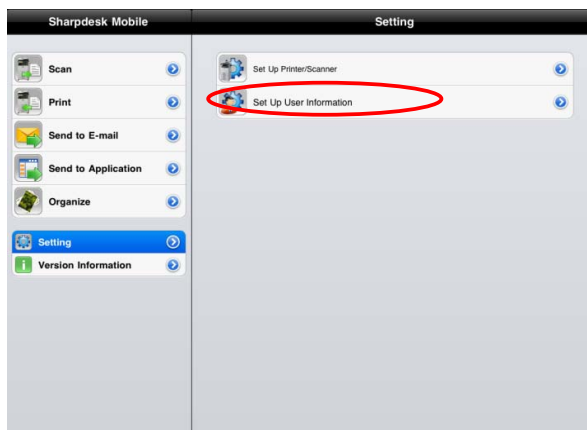 Sharpdesk Mobile
Setting
Scan
Print
Send to E-mail
Send to Application
Organize
Setting
Version Information
Set Up Printer/Scanner
Set Up User Information